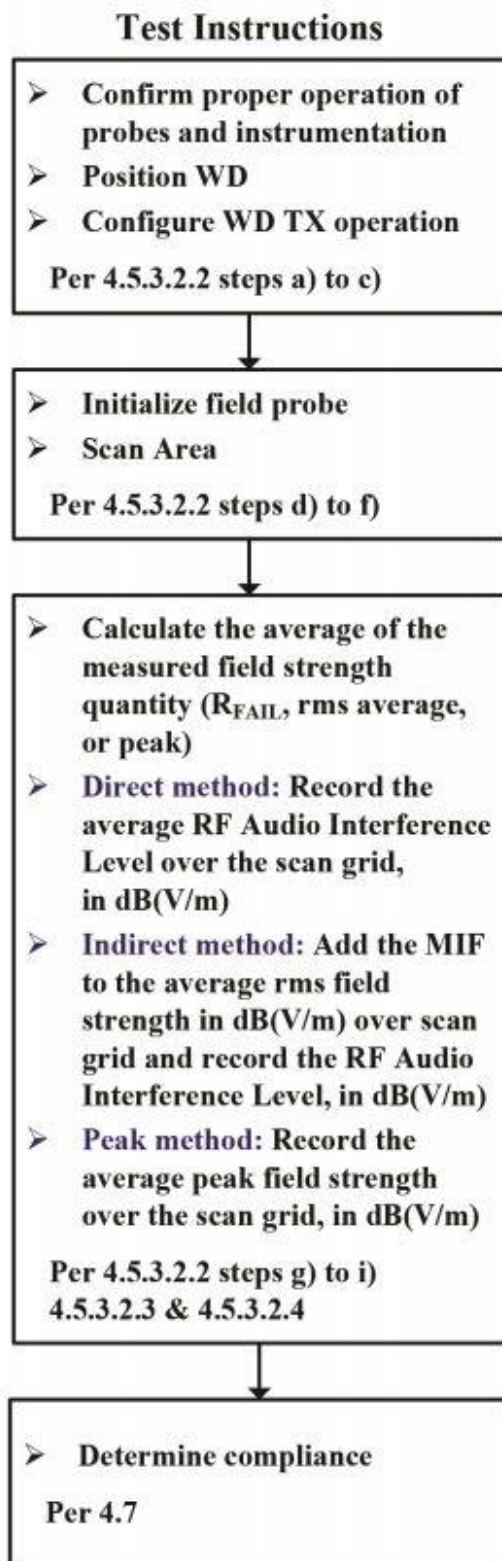 Test Instructions
➢ Confirm proper operation of
probes and instrumentation
➢ Position WD
➢ Configure WD TX operation
Per 4.5.3.2.2 steps a) to c)
➢ Initialize field probe
➢ Scan Area
Per 4.5.3.2.2 steps d) to f)
➢ Calculate the average of the
measured field strength
quantity (RFAIL, rms average,
or peak)
➢ Direct method: Record the
average RF Audio Interference
Level over the scan grid,
in dB(V/m)
➢ Indirect method: Add the MIF
to the average rms field
strength in dB(V/m) over scan
grid and record the RF Audio
Interference Level, in dB(V/m)
➢ Peak method: Record the
average peak field strength
over the scan grid, in dB(V/m)
Per 4.5.3.2.2 steps g) to i)
4.5.3.2.3 & 4.5.3.2.4
➢ Determine compliance
Per 4.7